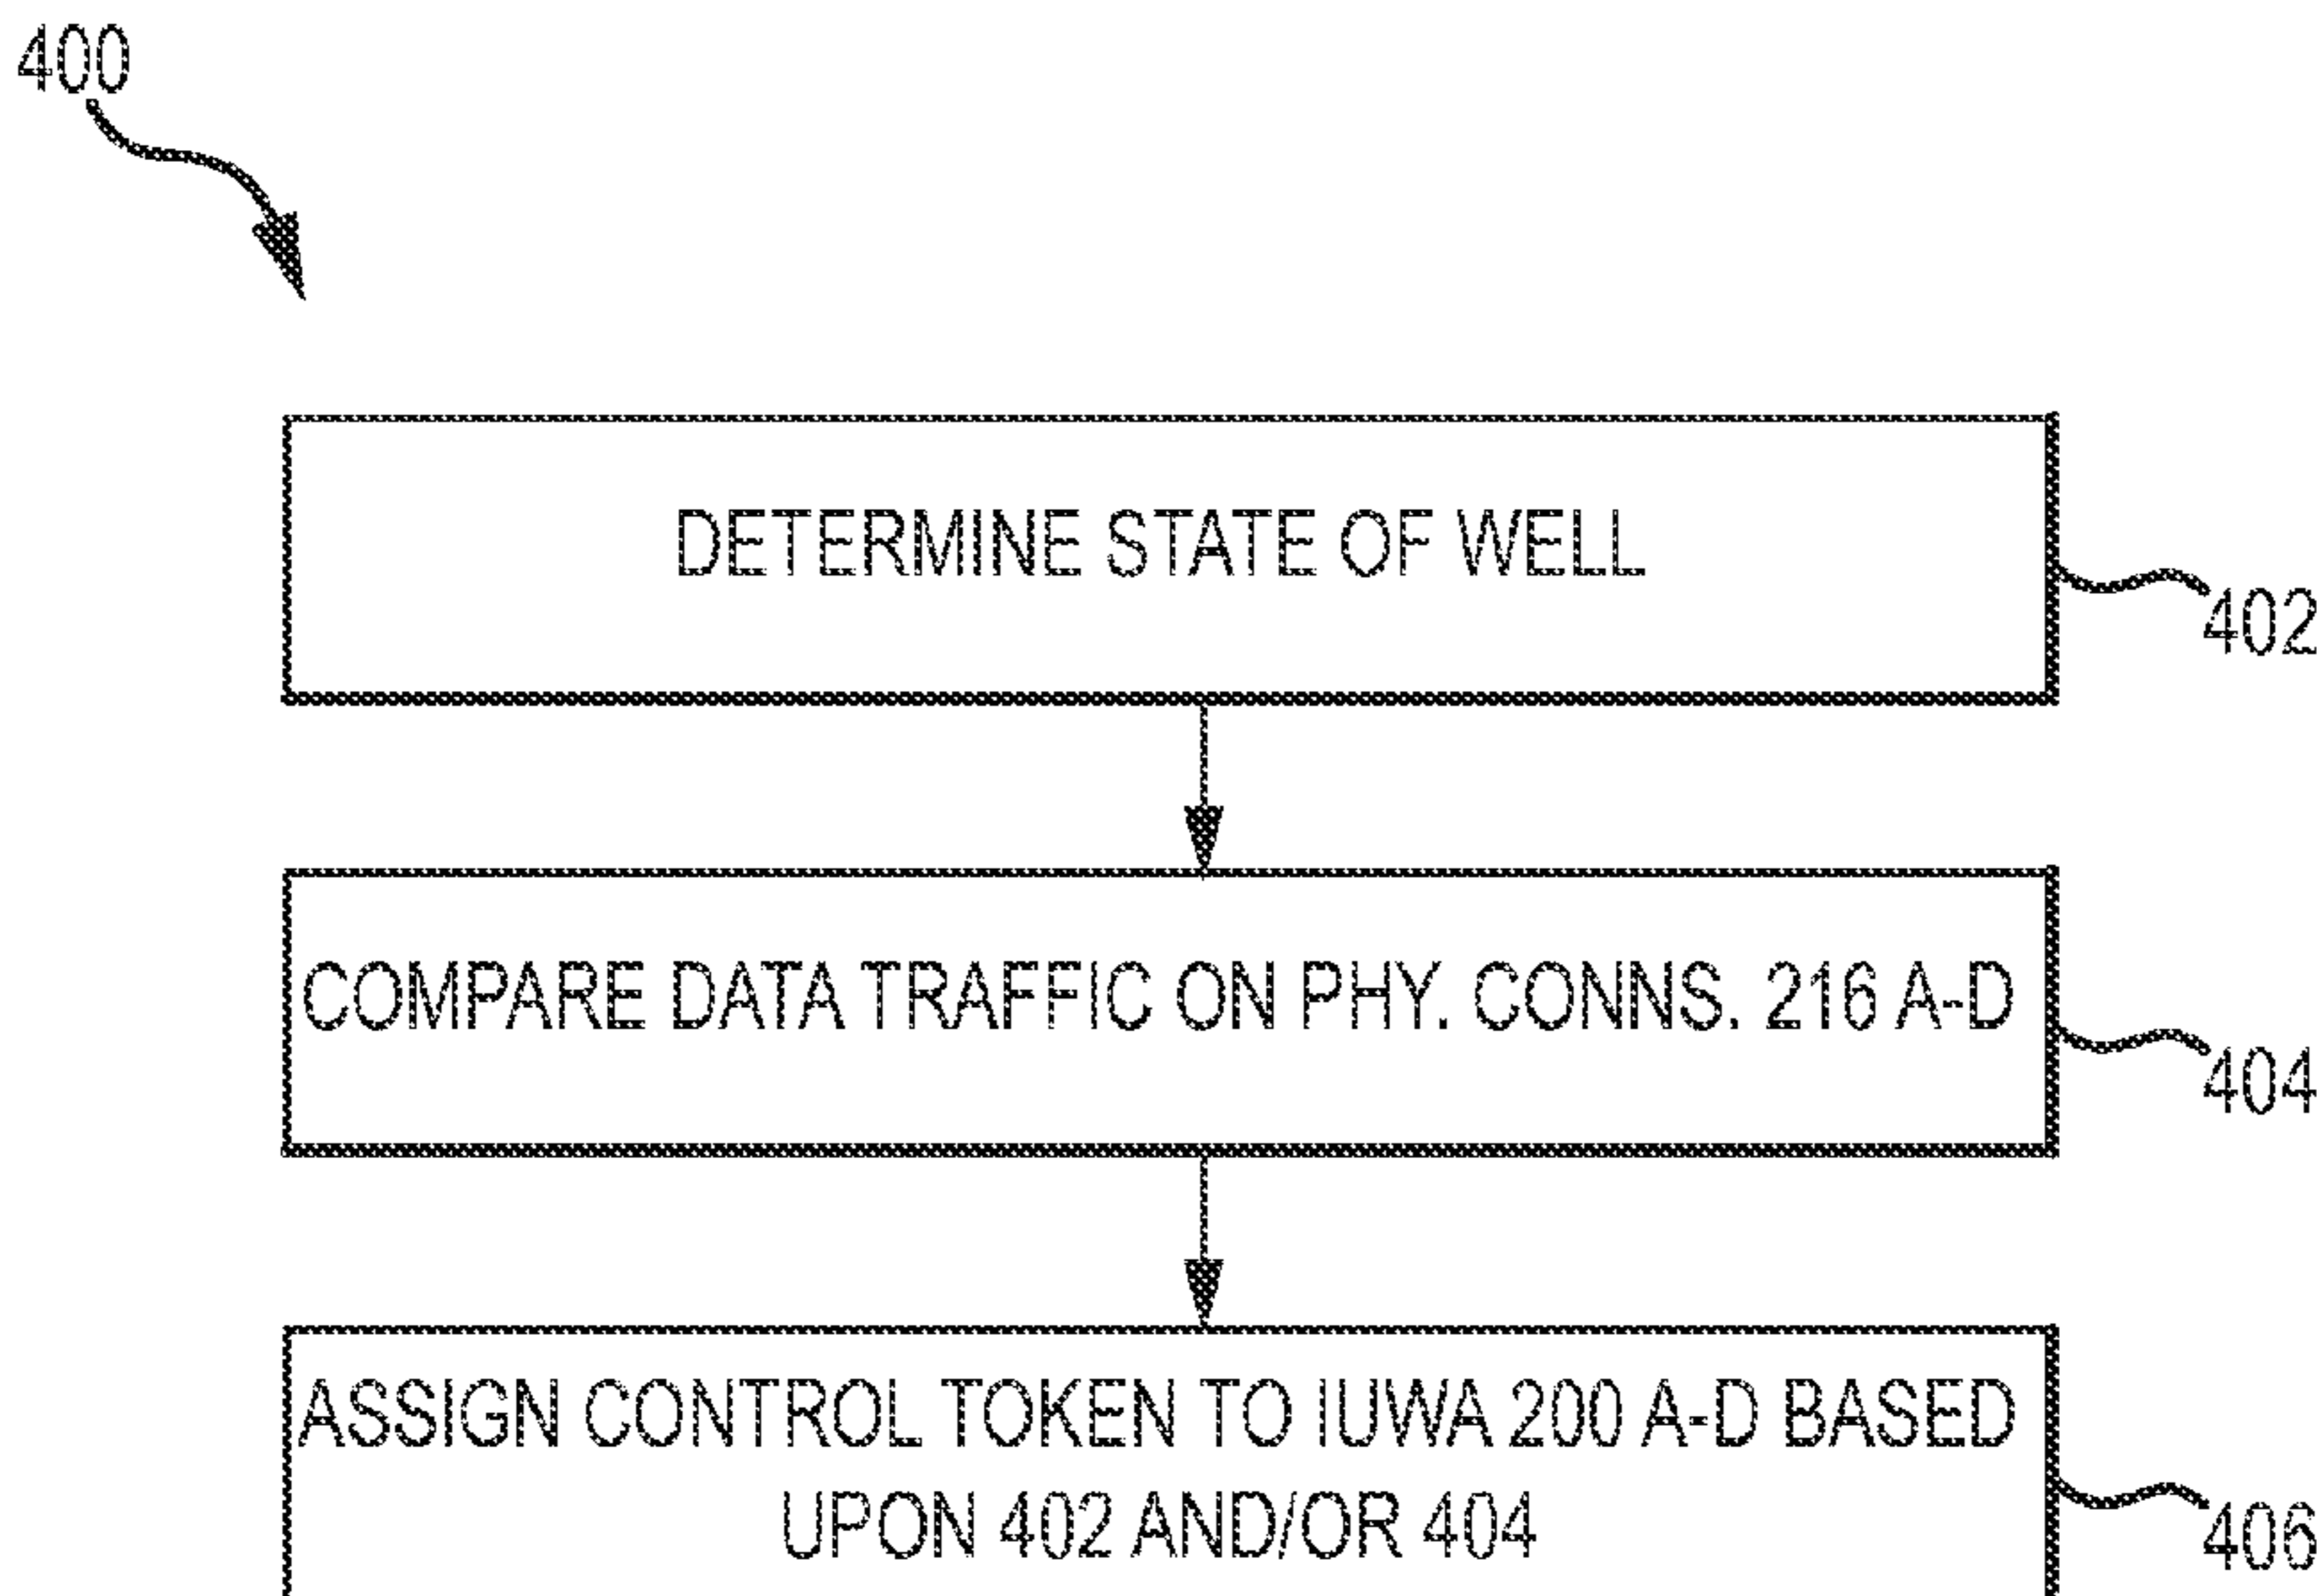 400
DETERMINE STATE OF WELL
402
COMPARE DATA TRAFFIC ON PHY. CONNS. 216 A-D
404
ASSIGN CONTROL TOKEN TO IUWA 200 A-D BASED
UPON 402 AND/OR 404
406